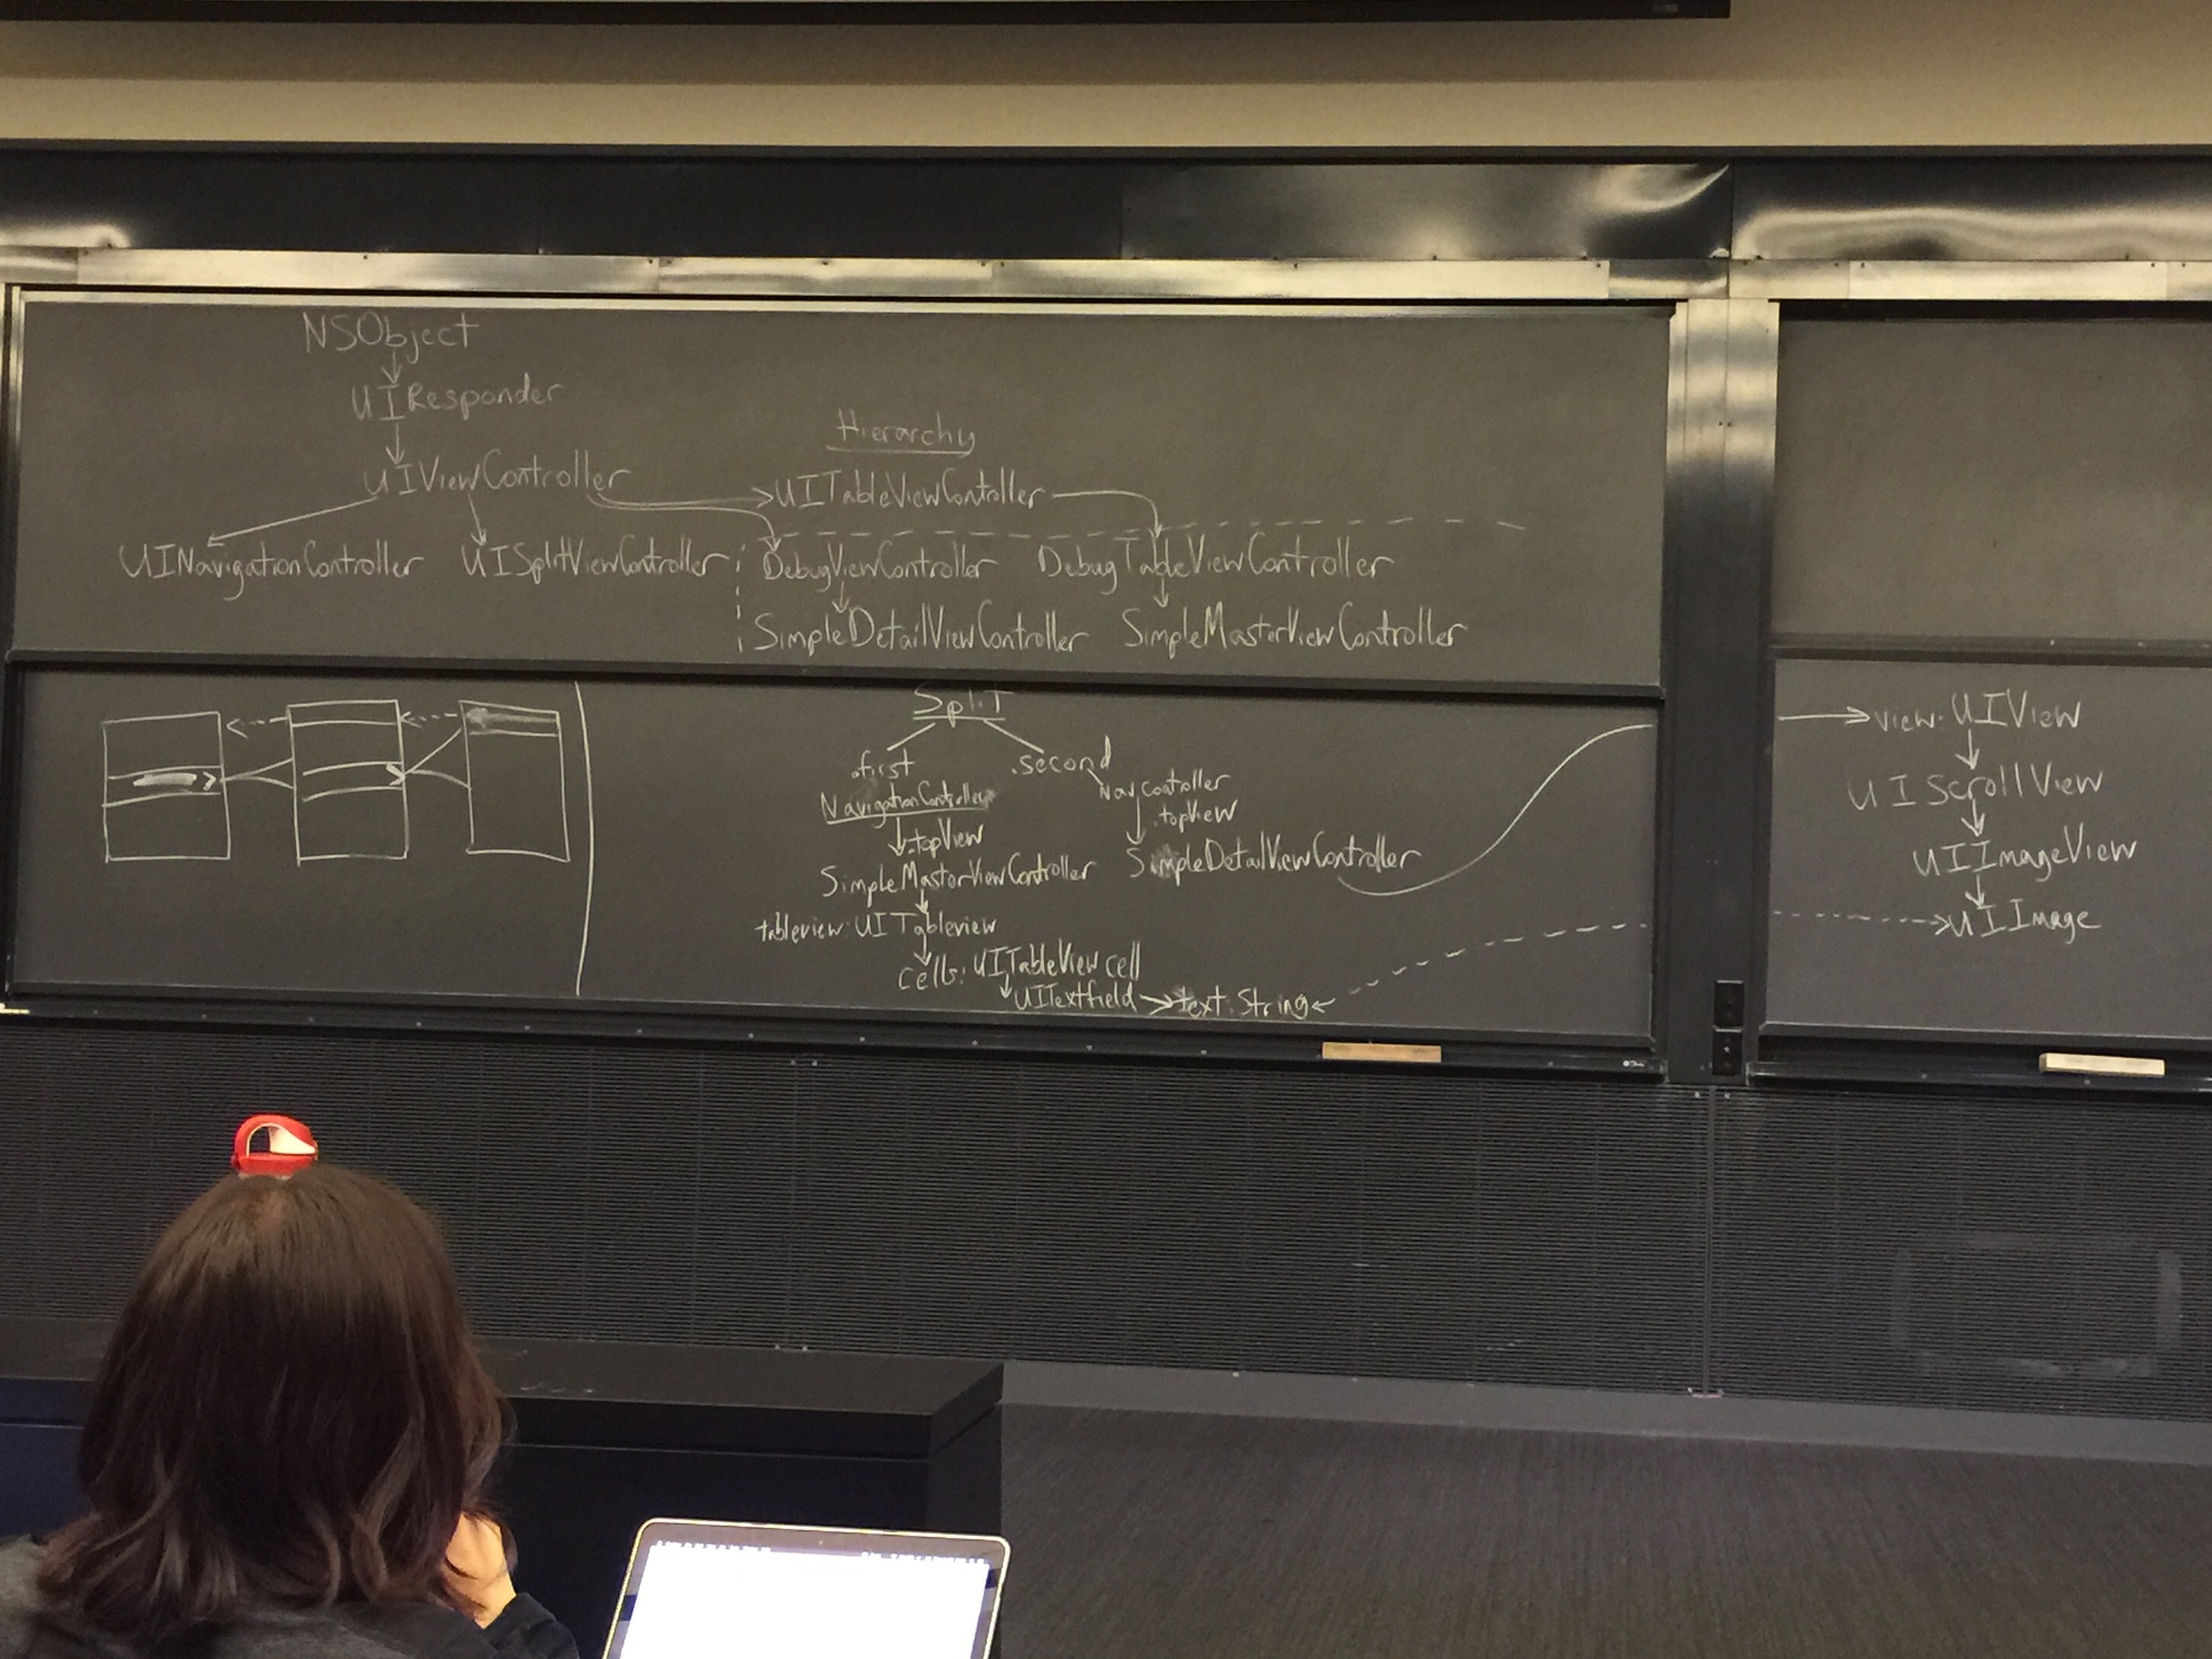 NSObject
UIResponder
Hierarchy
UIViewController
UITableViewController
UINavigationController UISplitViewController DebugViewController DebugTableViewController
SimpleDetailViewController SimpleMasterViewController
Split
.first .second
NavigationController Nav controller
.topView .topView
SimpleMasterViewController SimpleDetailViewController
tableview: UITableview
cells: UITableView cell
UITextfield text: String
view: UIView
UIScrollView
UIImageView
UIImage